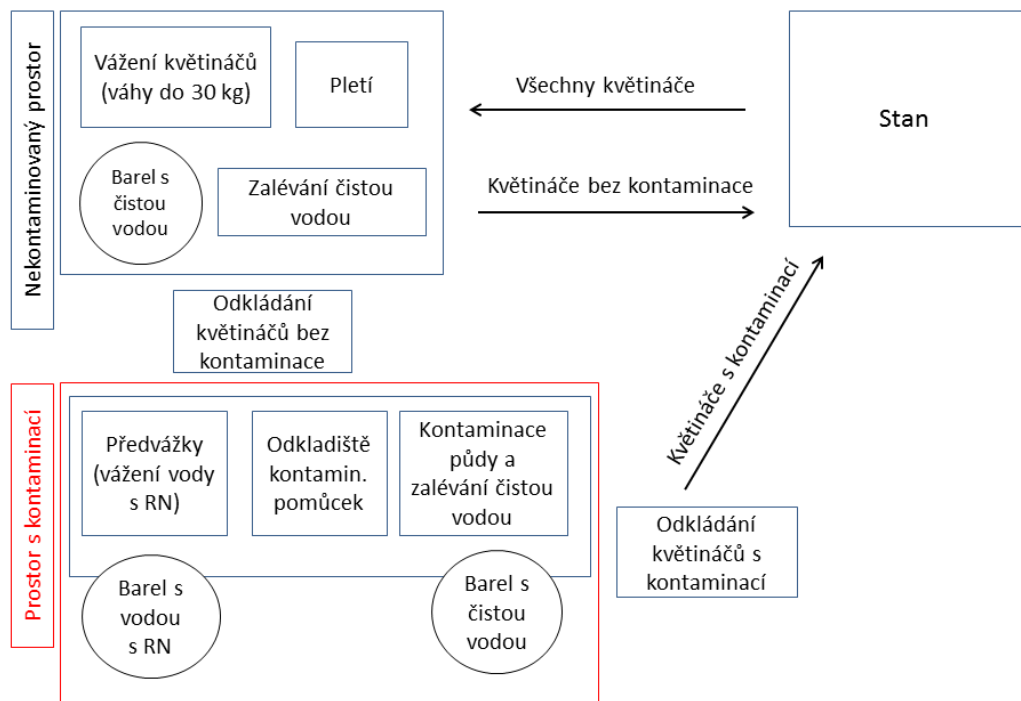 Nekontaminovaný prostor
Vážení květináčů
(váhy do 30 kg)
Pletí
Barel s
čistou
vodou
Zalévání čistou
vodou
Všechny květináče
Květináče bez kontaminace
Stan
Odkládání
květináčů bez
kontaminace
Květináče s kontaminací
Prostor s kontaminací
Předvážky
(vážení vody
s RN)
Odkladiště
kontamin.
pomůcek
Kontaminace
půdy a
zalévání čistou
vodou
Barel s
vodou
s RN
Barel s
čistou
vodou
Odkládání
květináčů s
kontaminací